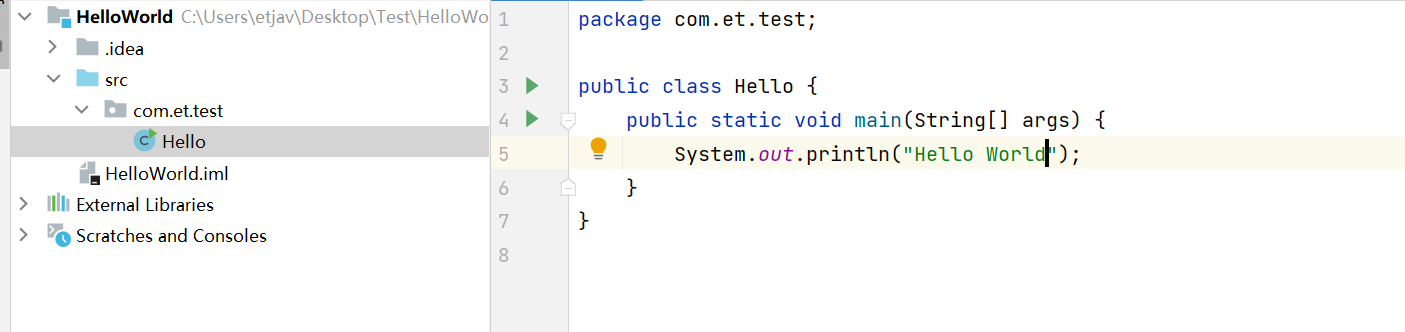 HelloWorld C:\Users\etjav\Desktop\Test\HelloWo
.idea
src
com.et.test
C Hello
HelloWorld.iml
External Libraries
Scratches and Consoles
1 package com.et.test;
2
3 public class Hello {
4 public static void main(String[] args) {
5 System.out.println("Hello World");
6 }
7 }
8